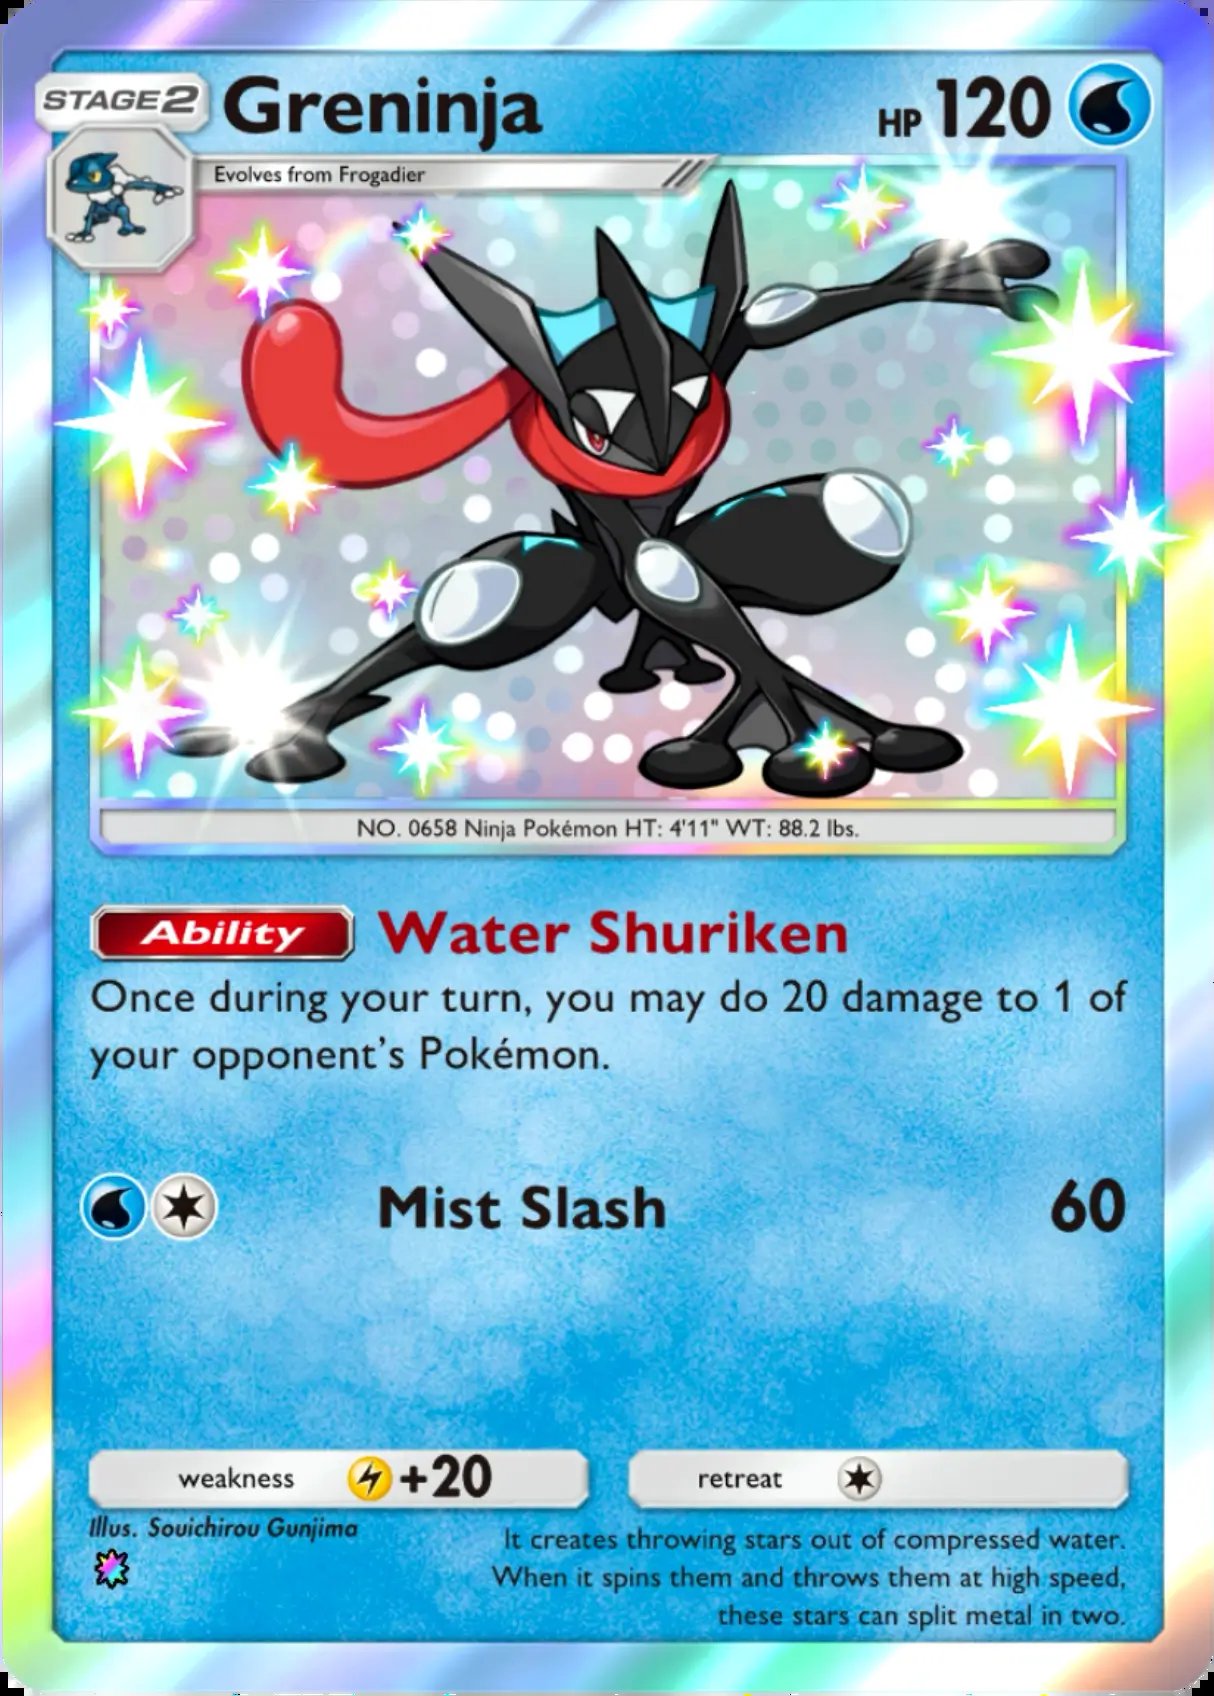 STAGE2 Greninja HP 120
Evolves from Frogadier
NO. 0658 Ninja Pokémon HT: 4'11" WT: 88.2 lbs.
Ability Water Shuriken
Once during your turn, you may do 20 damage to 1 of
your opponent's Pokémon.
Mist Slash 60
weakness +20 retreat
Illus. Souichirou Gunjima
It creates throwing stars out of compressed water.
When it spins them and throws them at high speed,
these stars can split metal in two.